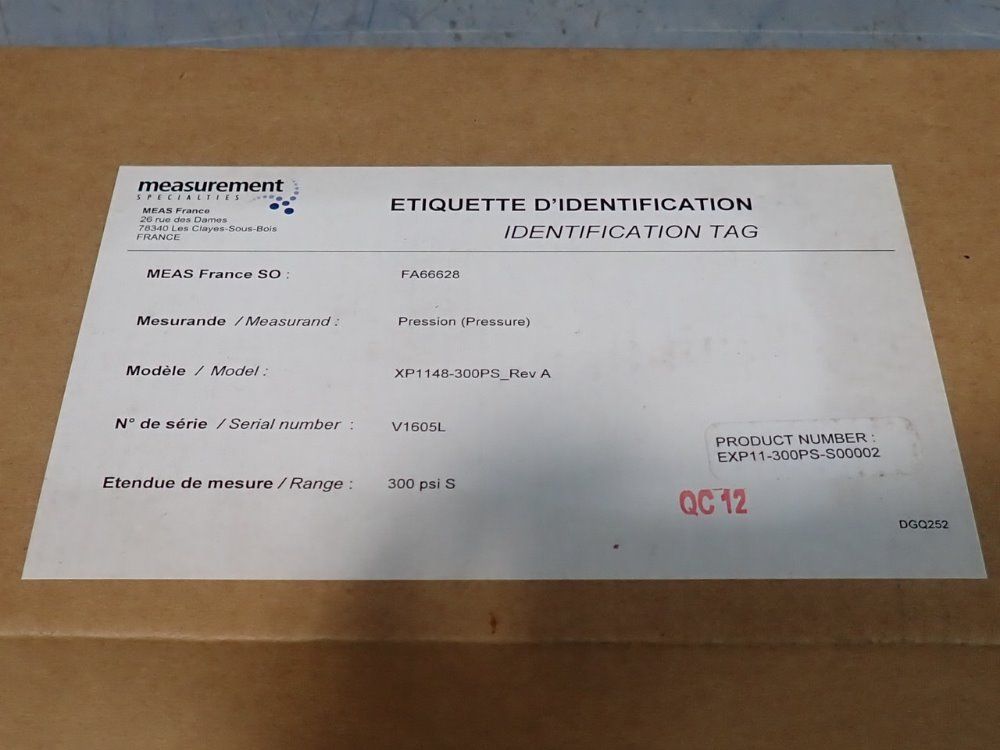 measurement
SPECIALTIES
MEAS France
26 rue des Dames
78340 Les Clayes-Sous-Bois
FRANCE
ETIQUETTE D'IDENTIFICATION
IDENTIFICATION TAG
MEAS France SO : FA66628
Mesurande / Measurand : Pression (Pressure)
Modèle / Model : XP1148-300PS_Rev A
N° de série / Serial number : V1605L
Etendue de mesure / Range : 300 psi S
PRODUCT NUMBER :
EXP11-300PS-S00002
QC 12
DGQ252